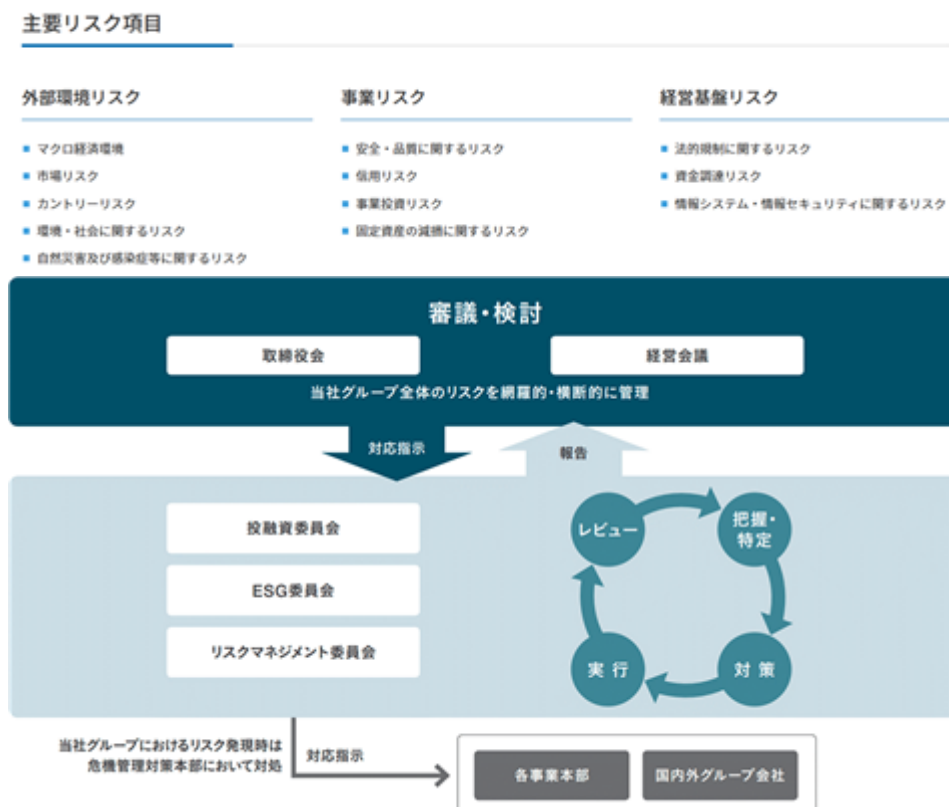 主要リスク項目
外部環境リスク
マクロ経済環境
市場リスク
カントリーリスク
環境・社会に関するリスク
自然災害及び感染症等に関するリスク
事業リスク
安全・品質に関するリスク
信用リスク
事業投資リスク
固定資産の減損に関するリスク
経営基盤リスク
法的規制に関するリスク
資金調達リスク
情報システム・情報セキュリティに関するリスク
審議・検討
取締役会
経営会議
当社グループ全体のリスクを網羅的・横断的に管理
対応指示
報告
投融資委員会
ESG委員会
リスクマネジメント委員会
レビュー
把握・
特定
対策
実行
当社グループにおけるリスク発現時は
危機管理対策本部において対処
対応指示
各事業本部
国内外グループ会社